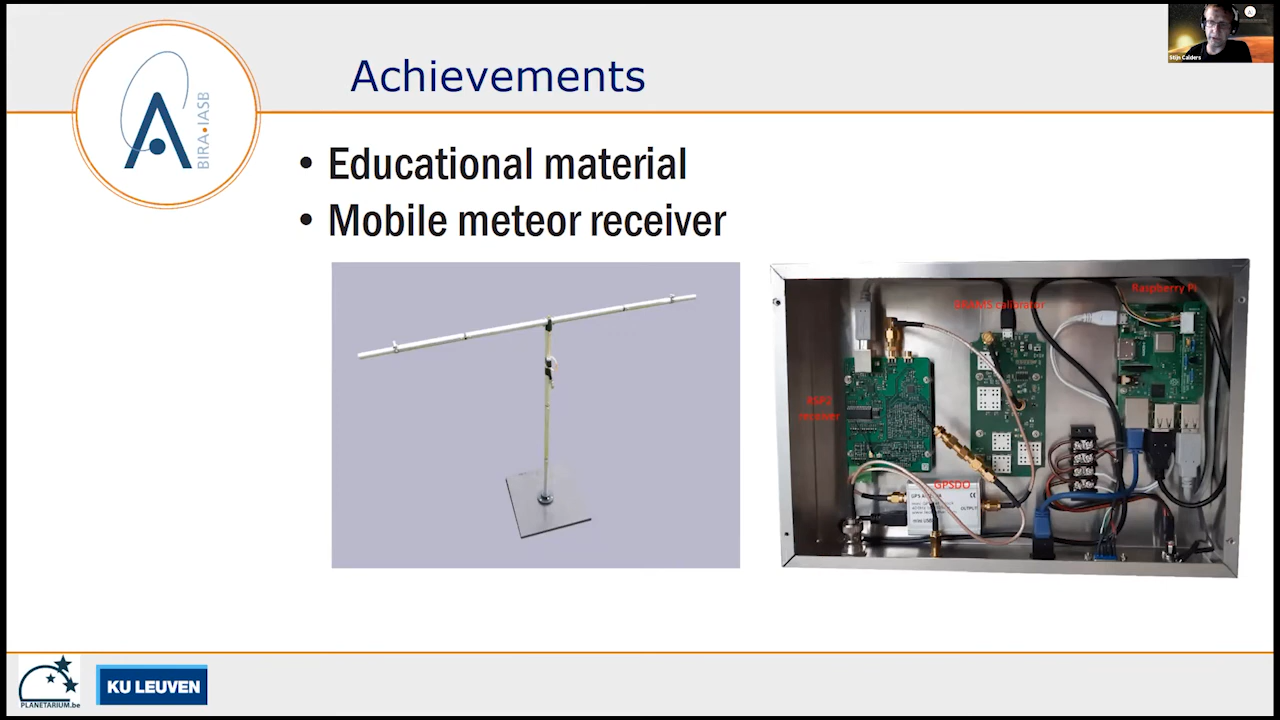 Stijn Calders
Achievements
BIRA•IASB
• Educational material
• Mobile meteor receiver
Raspberry Pi
BRAMS calibrator
RSP2
receiver
GPSDO
OUTPUT
PLANETARIUM.be
KU LEUVEN